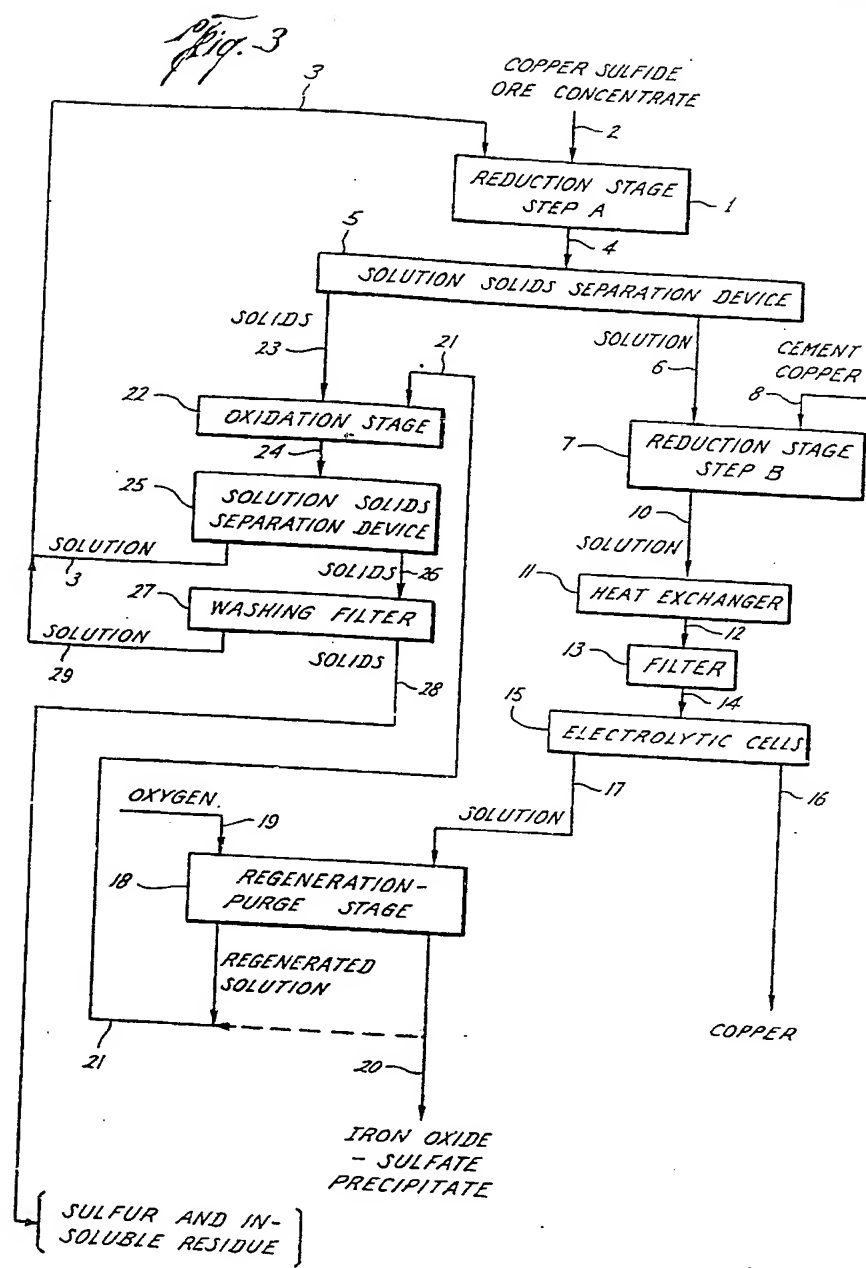 Fig. 3
3
COPPER SULFIDE
ORE CONCENTRATE
2
REDUCTION STAGE
STEP A
1
4
5
SOLUTION SOLIDS SEPARATION DEVICE
SOLIDS
23
21
SOLUTION
6
CEMENT
COPPER
8
22
OXIDATION STAGE
24
7
REDUCTION STAGE
STEP B
25
SOLUTION SOLIDS
SEPARATION DEVICE
10
SOLUTION
SOLUTION
3
SOLIDS
26
11
HEAT EXCHANGER
12
27
WASHING FILTER
SOLUTION
29
SOLIDS
28
13
FILTER
14
15
ELECTROLYTIC CELLS
17
16
OXYGEN
19
SOLUTION
18
REGENERATION-
PURGE STAGE
REGENERATED
SOLUTION
21
20
COPPER
IRON OXIDE
- SULFATE
PRECIPITATE
SULFUR AND IN-
SOLUBLE RESIDUE